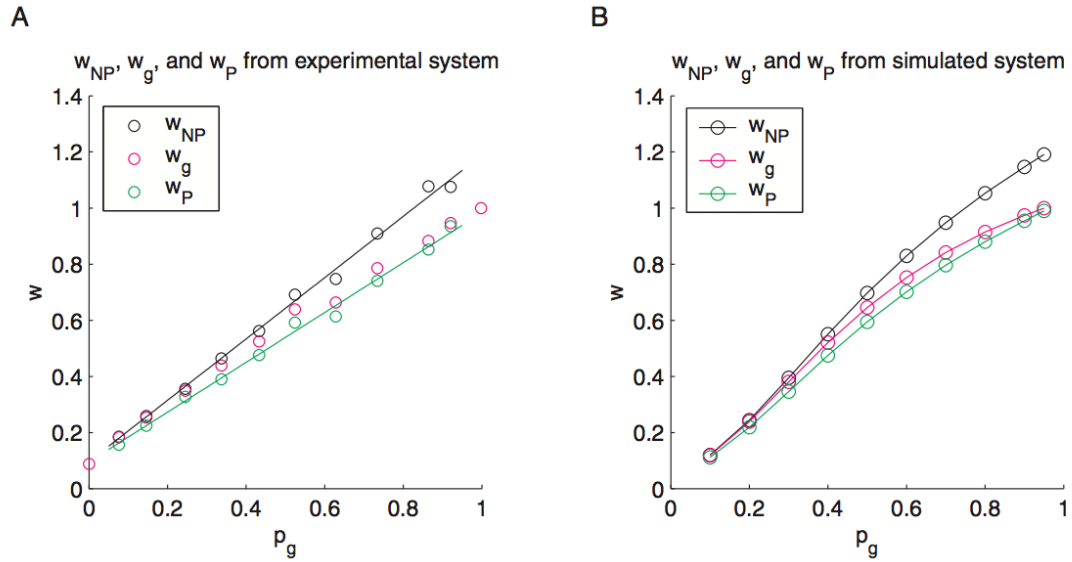 A
w_NP, w_g, and w_P from experimental system
1.4
1.2
1
0.8
0.6
0.4
0.2
0
w
w_NP
w_g
w_P
0 0.2 0.4 0.6 0.8 1
p_g
B
w_NP, w_g, and w_P from simulated system
1.4
1.2
1
0.8
0.6
0.4
0.2
0
w
w_NP
w_g
w_P
0 0.2 0.4 0.6 0.8 1
p_g